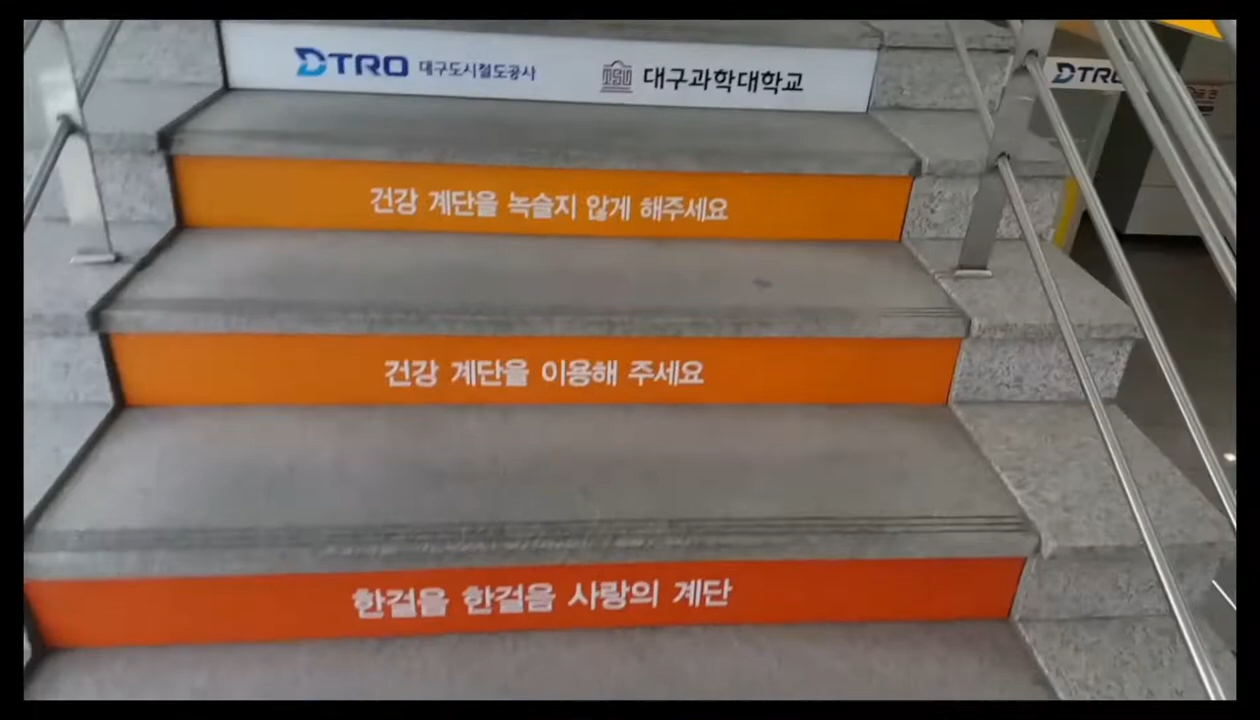 DTRO 대구도시철도공사 대구과학대학교
DTRO
건강 계단을 녹슬지 않게 해주세요
건강 계단을 이용해 주세요
한걸음 한걸음 사랑의 계단